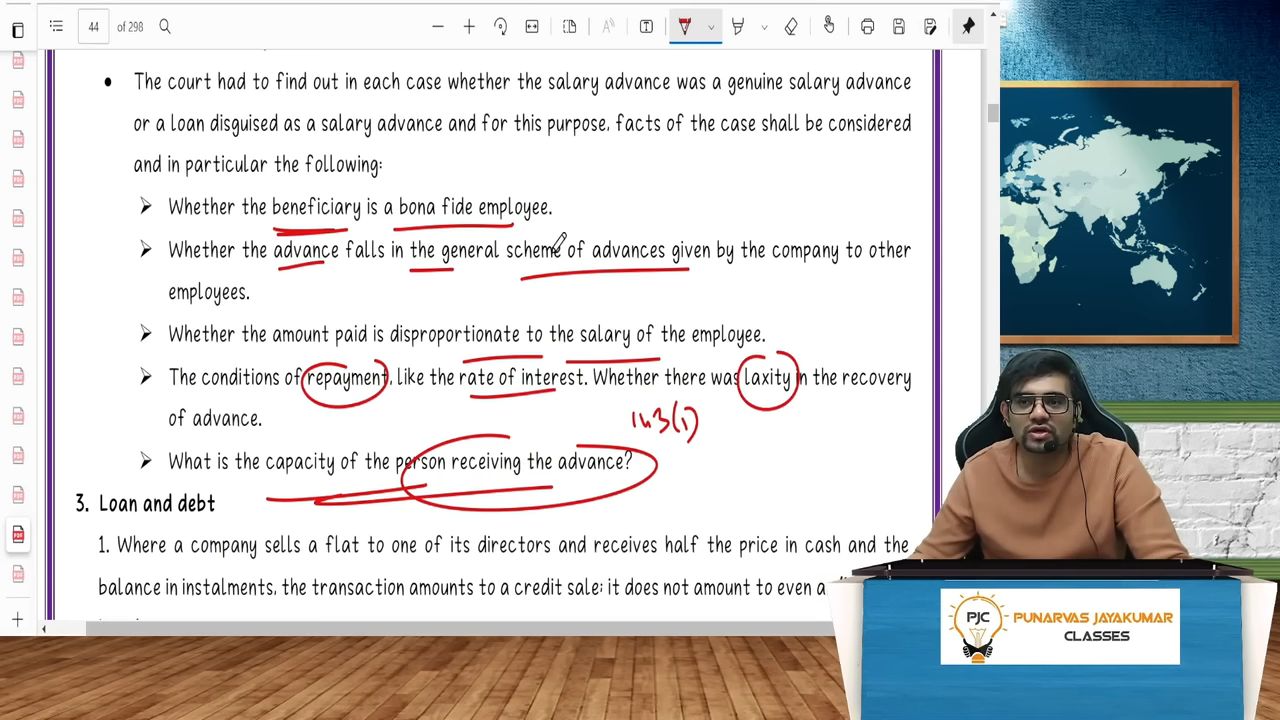 44 of 298
The court had to find out in each case whether the salary advance was a genuine salary advance
or a loan disguised as a salary advance and for this purpose, facts of the case shall be considered
and in particular the following:
Whether the beneficiary is a bona fide employee.
Whether the advance falls in the general scheme of advances given by the company to other
employees.
Whether the amount paid is disproportionate to the salary of the employee.
The conditions of repayment, like the rate of interest. Whether there was laxity in the recovery
of advance.
What is the capacity of the person receiving the advance?
3. Loan and debt
1. Where a company sells a flat to one of its directors and receives half the price in cash and the
balance in instalments, the transaction amounts to a credit sale; it does not amount to even a
PJC
PUNARVAS JAYAKUMAR
CLASSES